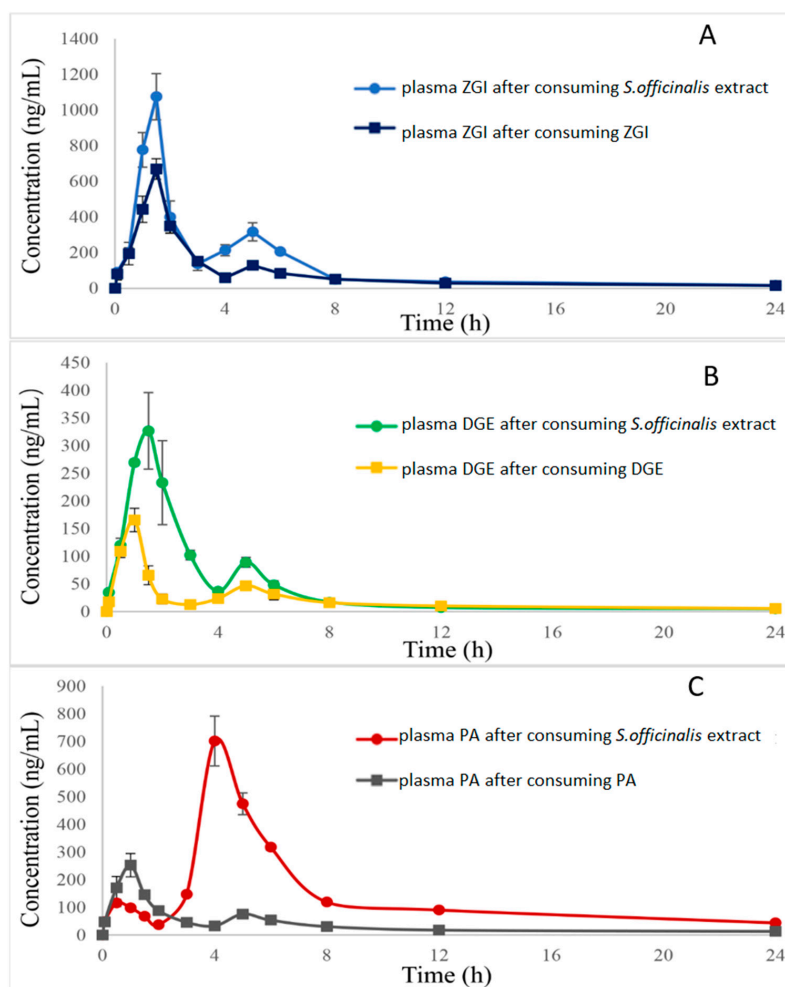 A
1400
1200
1000
800
600
400
200
0
Concentration (ng/mL)
plasma ZGI after consuming S.officinalis extract
plasma ZGI after consuming ZGI
0 4 8 12 16 20 24
Time (h)
B
450
400
350
300
250
200
150
100
50
0
Concentration (ng/mL)
plasma DGE after consuming S.officinalis extract
plasma DGE after consuming DGE
0 4 8 12 16 20 24
Time (h)
C
900
800
700
600
500
400
300
200
100
0
Concentration (ng/mL)
plasma PA after consuming S.officinalis extract
plasma PA after consuming PA
0 4 8 12 16 20 24
Time (h)